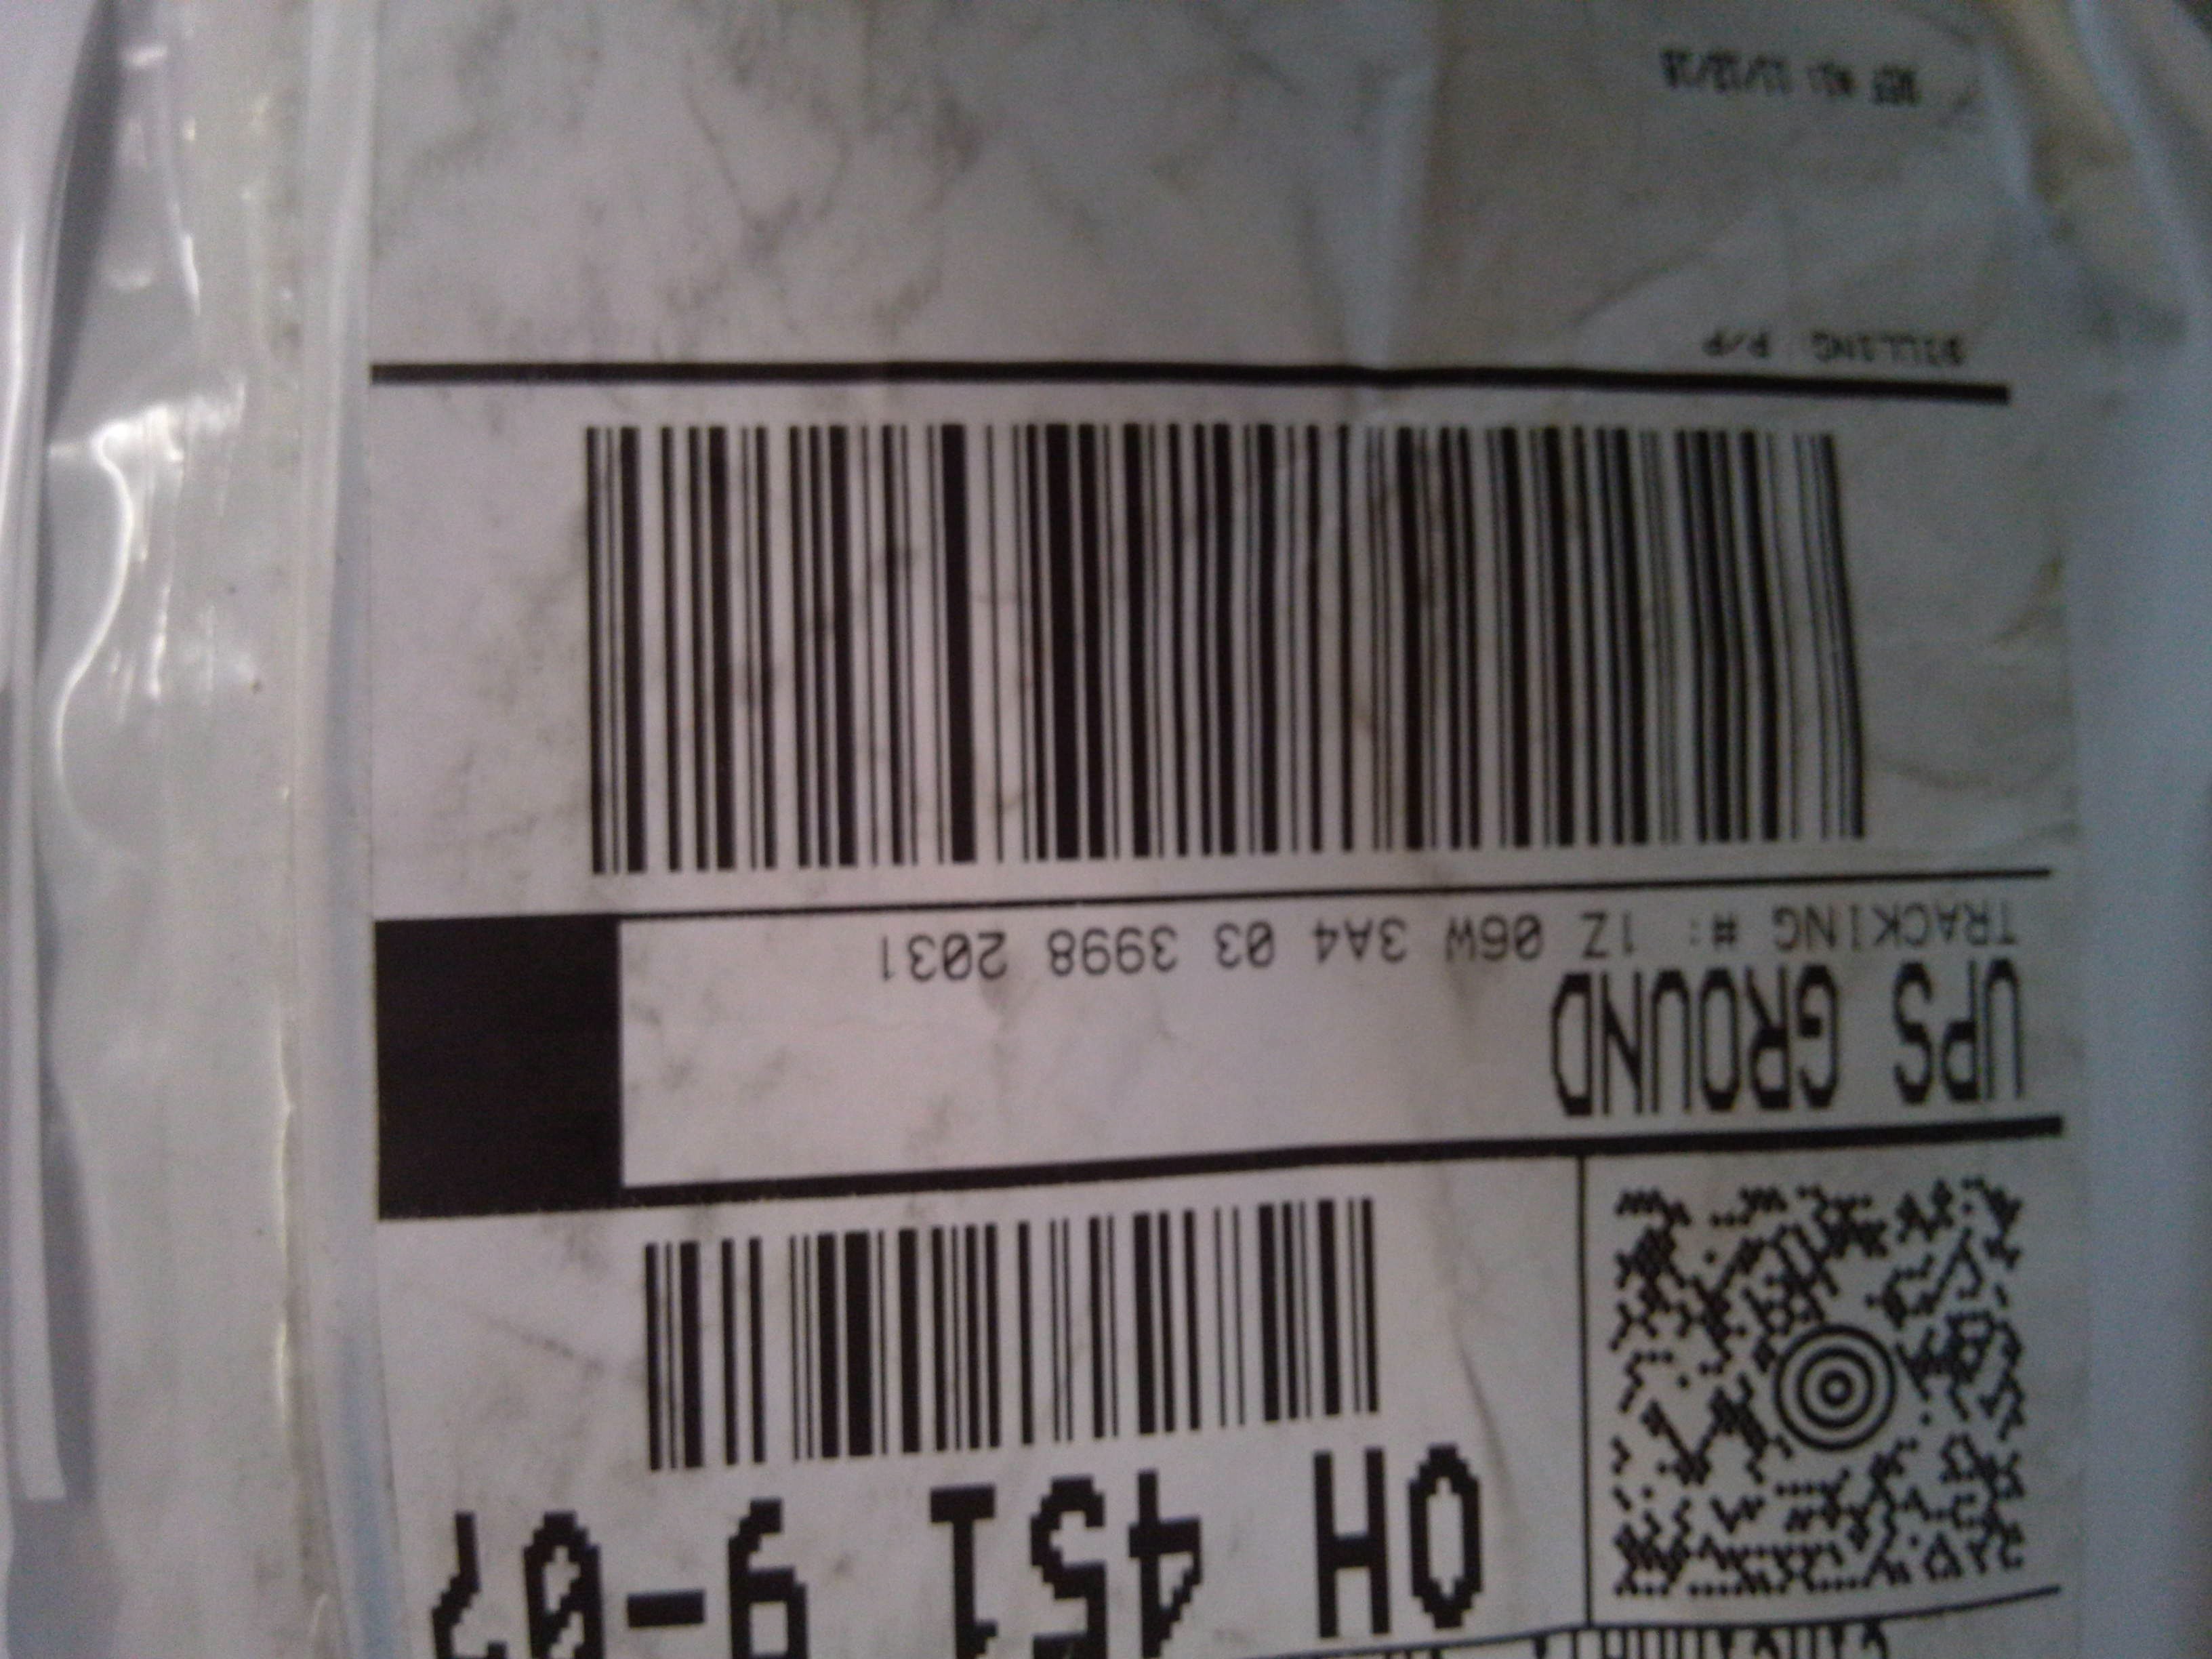 OH 451 9-07
UPS GROUND
TRACKING #: 1Z 06W 3A4 03 3998 2031
BILLING: P/P